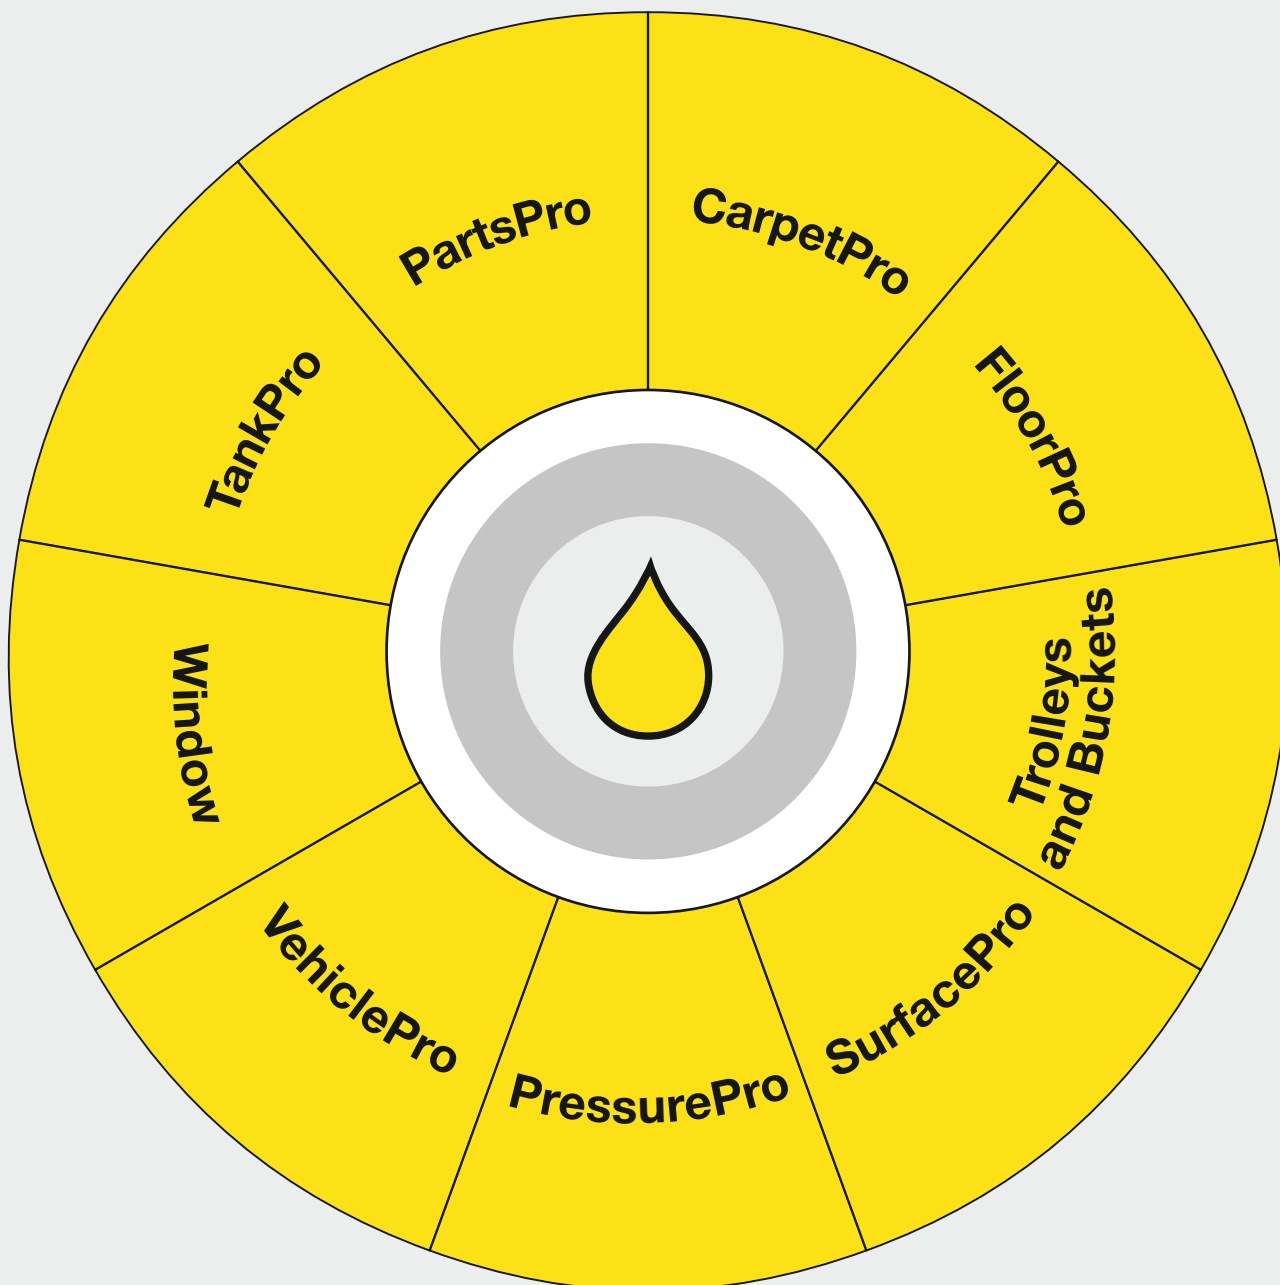 CarpetPro
FloorPro
Trolleys
and Buckets
SurfacePro
PressurePro
VehiclePro
Window
TankPro
PartsPro